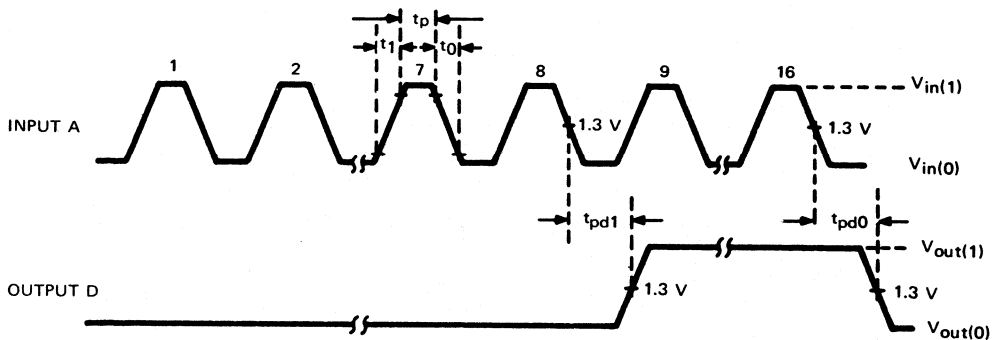 tp
t1 t0
1 2 7 8 9 16
Vin(1)
INPUT A 1.3 V 1.3 V
Vin(0)
tpd1 tpd0
Vout(1)
OUTPUT D 1.3 V 1.3 V
Vout(0)